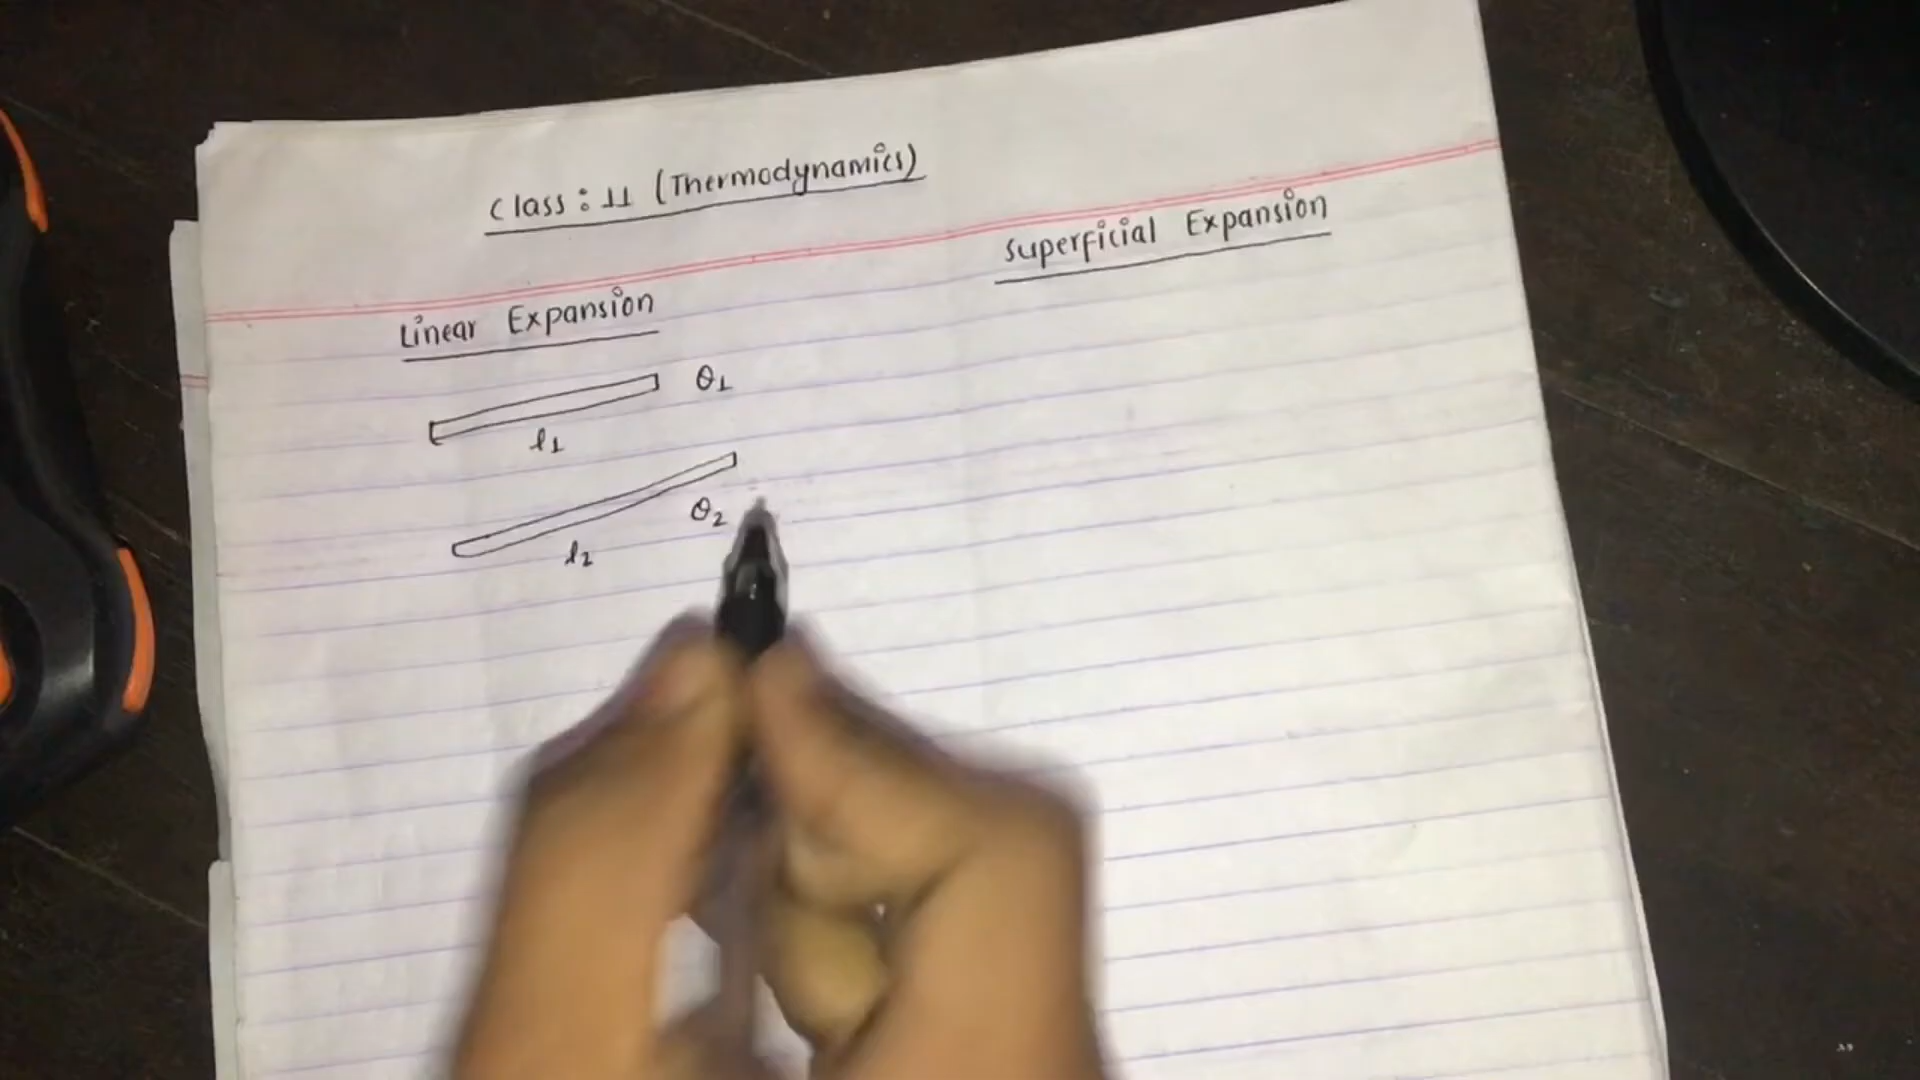 Class : 11 (Thermodynamics)
Linear Expansion
θ1
l1
θ2
l2
Superficial Expansion